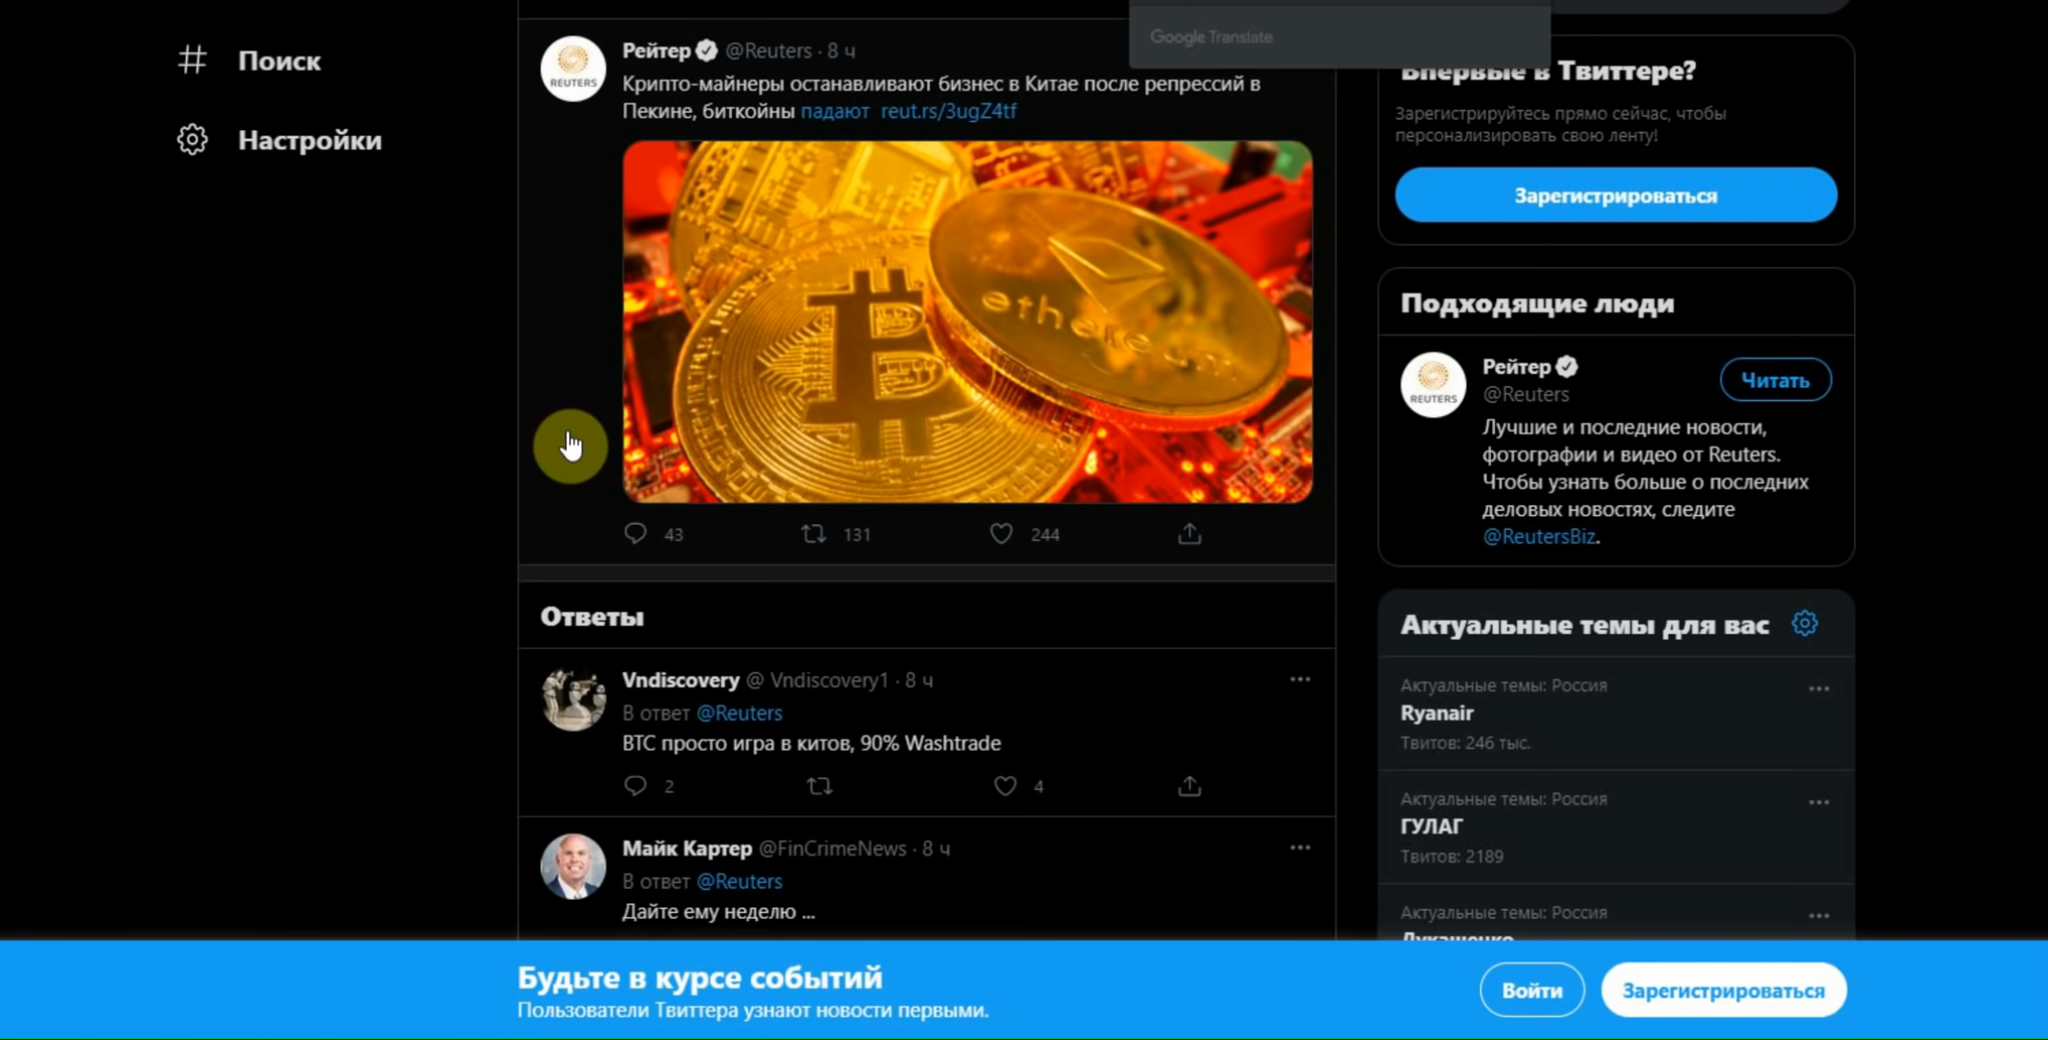 Поиск
Настройки
Google Translate
REUTERS
Рейтер @Reuters · 8 ч
Крипто-майнеры останавливают бизнес в Китае после репрессий в
Пекине, биткойны падают reut.rs/3ugZ4tf
ethereum
43 131 244
Ответы
Vndiscovery @ Vndiscovery1 · 8 ч
В ответ @Reuters
BTC просто игра в китов, 90% Washtrade
2 4
Майк Картер @FinCrimeNews · 8 ч
В ответ @Reuters
Дайте ему неделю ...
Впервые в Твиттере?
Зарегистрируйтесь прямо сейчас, чтобы
персонализировать свою ленту!
Зарегистрироваться
Подходящие люди
REUTERS
Рейтер
@Reuters
Читать
Лучшие и последние новости,
фотографии и видео от Reuters.
Чтобы узнать больше о последних
деловых новостях, следите
@ReutersBiz.
Актуальные темы для вас
Актуальные темы: Россия
Ryanair
Твитов: 246 тыс.
Актуальные темы: Россия
ГУЛАГ
Твитов: 2189
Актуальные темы: Россия
Лукашенко
Будьте в курсе событий
Пользователи Твиттера узнают новости первыми.
Войти
Зарегистрироваться